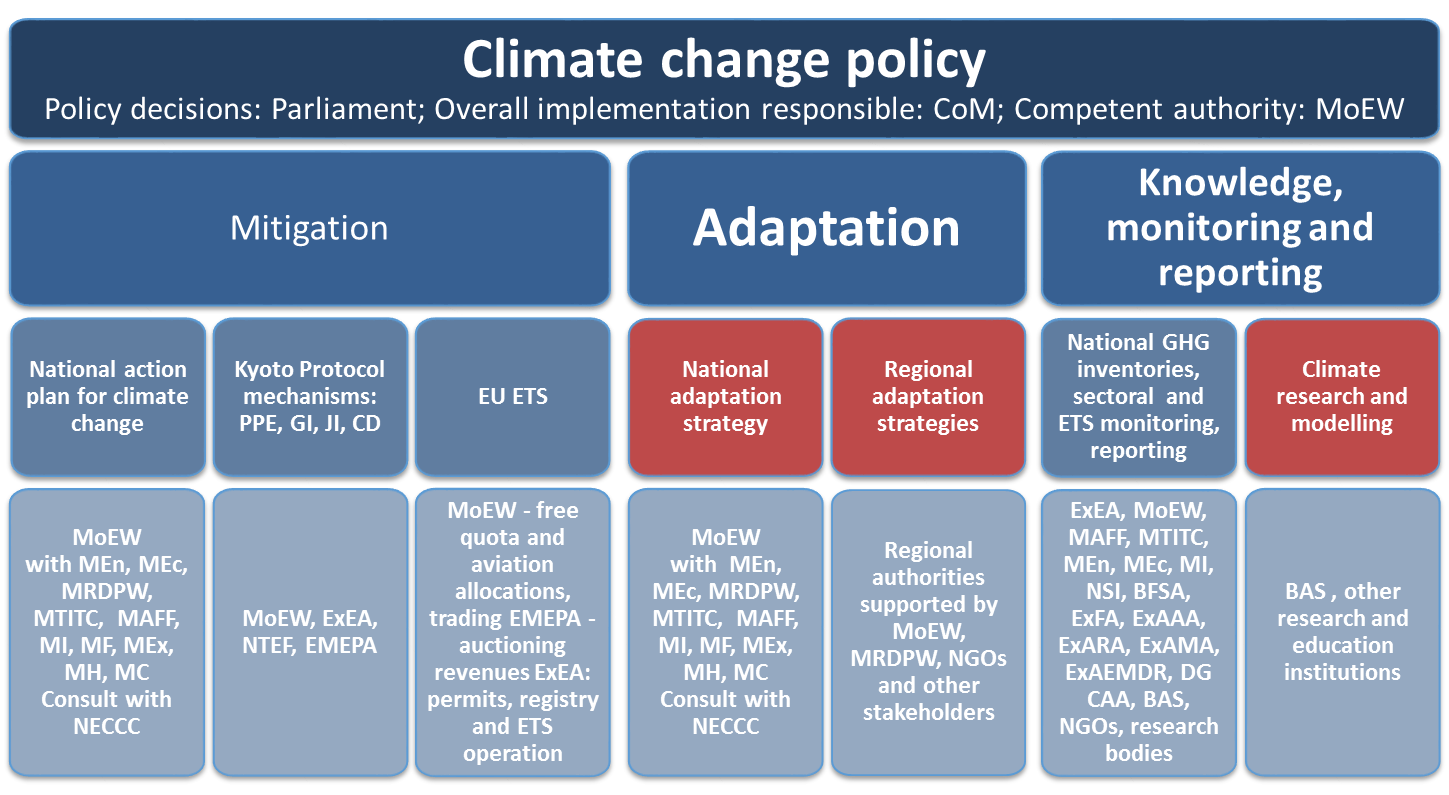 Climate change policy
Policy decisions: Parliament; Overall implementation responsible: CoM; Competent authority: MoEW
Mitigation
Adaptation
Knowledge,
monitoring and
reporting
National action
plan for climate
change
Kyoto Protocol
mechanisms:
PPE, GI, JI, CD
EU ETS
National
adaptation
strategy
Regional
adaptation
strategies
National GHG
inventories,
sectoral and
ETS monitoring,
reporting
Climate
research and
modelling
MoEW
with MEn, MEc,
MRDPW,
MTITC, MAFF,
MI, MF, MEx,
MH, MC
Consult with
NECCC
MoEW, ExEA,
NTEF, EMEPA
MoEW - free
quota and
aviation
allocations,
trading EMEPA -
auctioning
revenues ExEA:
permits, registry
and ETS
operation
MoEW
with MEn,
MEc, MRDPW,
MTITC, MAFF,
MI, MF, MEx,
MH, MC
Consult with
NECCC
Regional
authorities
supported by
MoEW,
MRDPW, NGOs
and other
stakeholders
ExEA, MoEW,
MAFF, MTITC,
MEn, MEc, MI,
NSI, BFSA,
ExFA, ExAAA,
ExARA, ExAMA,
ExAEMDR, DG
CAA, BAS,
NGOs, research
bodies
BAS , other
research and
education
institutions